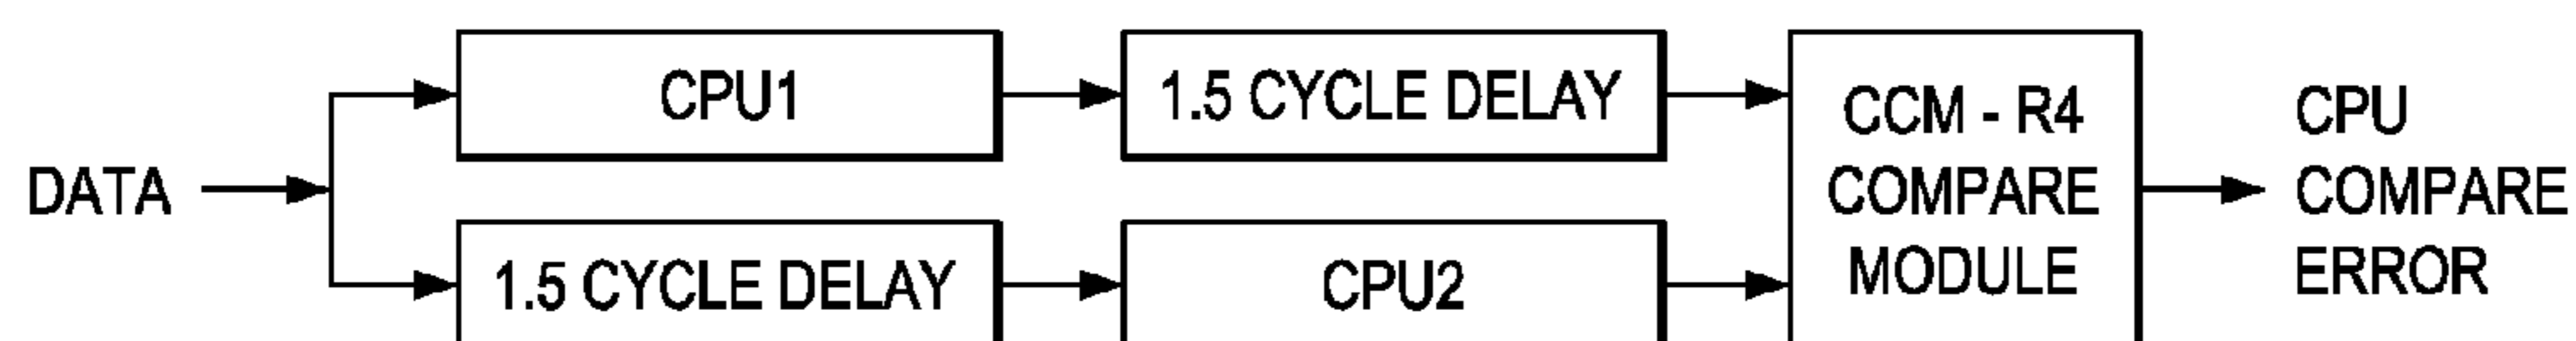 DATA
CPU1
1.5 CYCLE DELAY
1.5 CYCLE DELAY
CPU2
CCM - R4
COMPARE
MODULE
CPU
COMPARE
ERROR